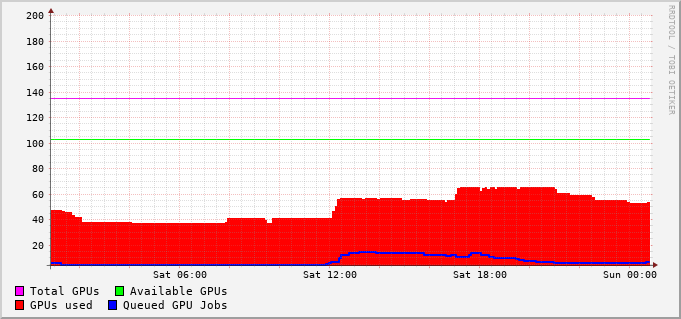 RRDTOOL / TOBI OETIKER
200
180
160
140
120
100
80
60
40
20
Sat 06:00 Sat 12:00 Sat 18:00 Sun 00:00
Total GPUs Available GPUs
GPUs used Queued GPU Jobs